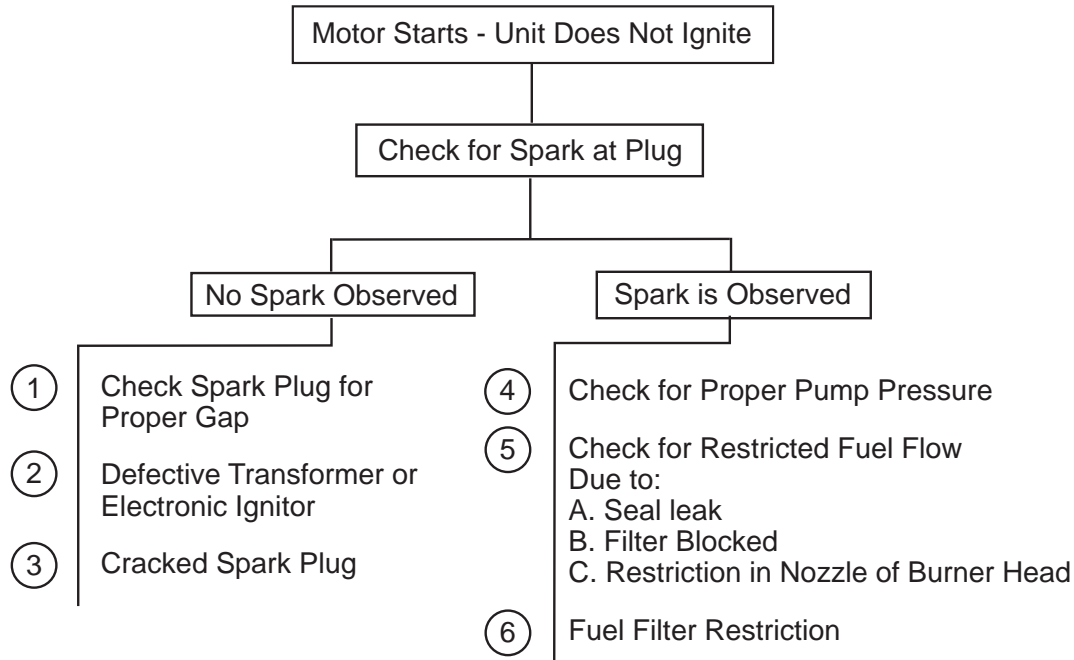 Motor Starts - Unit Does Not Ignite
Check for Spark at Plug
No Spark Observed
1 Check Spark Plug for
Proper Gap
2 Defective Transformer or
Electronic Ignitor
3 Cracked Spark Plug
Spark is Observed
4 Check for Proper Pump Pressure
5 Check for Restricted Fuel Flow
Due to:
A. Seal leak
B. Filter Blocked
C. Restriction in Nozzle of Burner Head
6 Fuel Filter Restriction